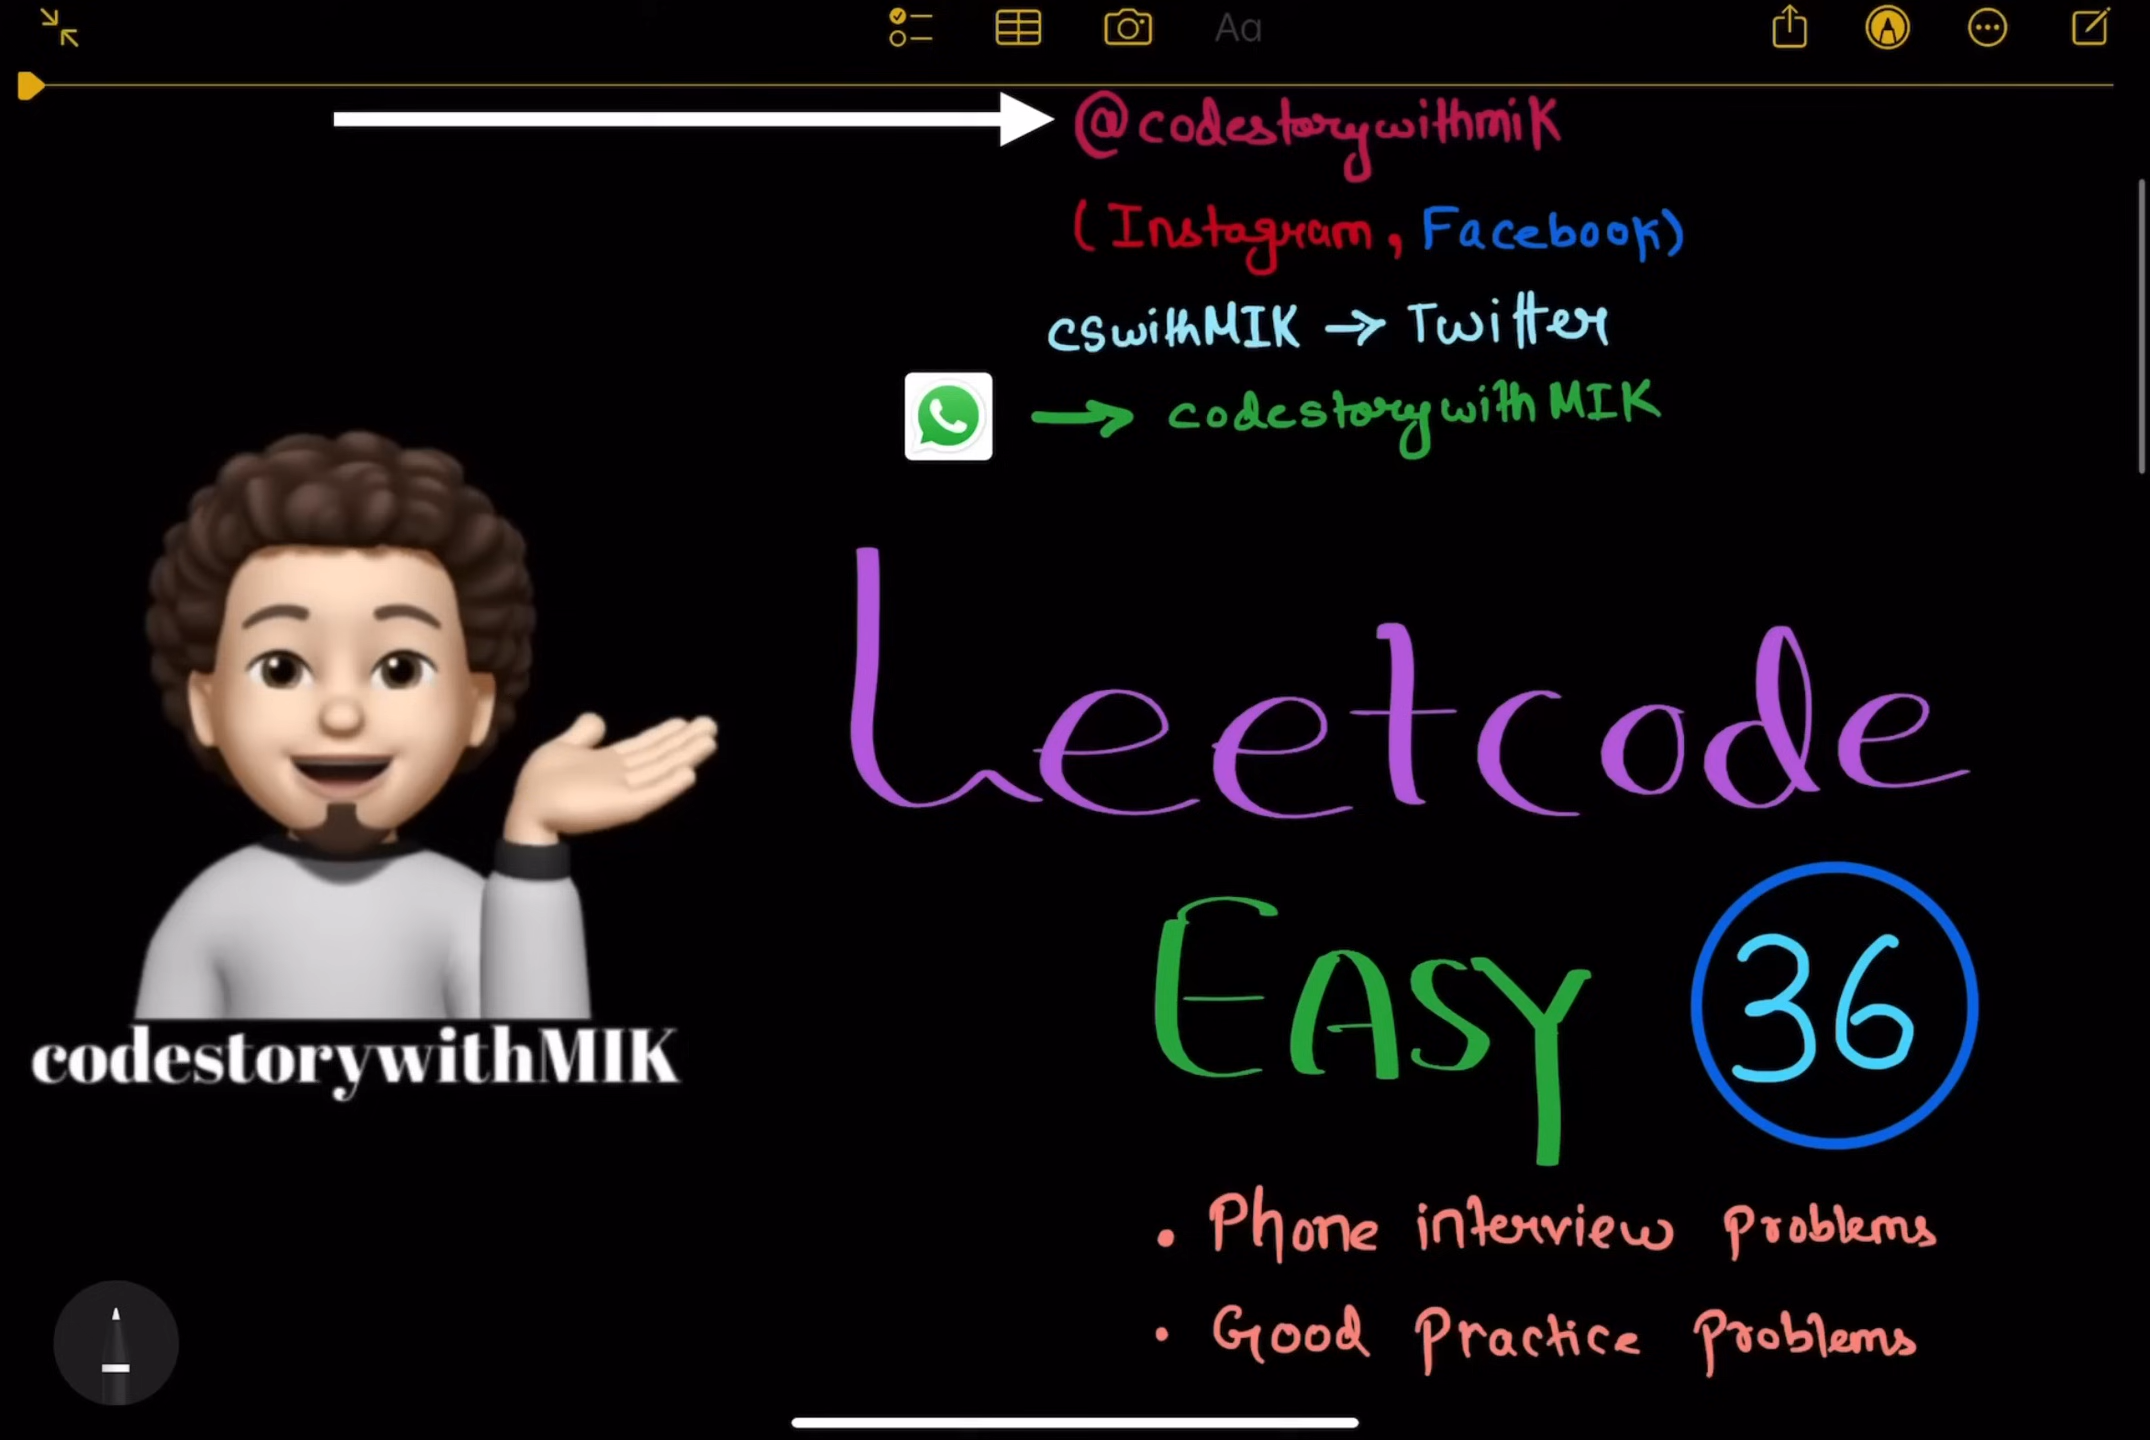 Aa
@codestorywithmik
(Instagram, Facebook)
cswithMIK → Twitter
→ codestorywithMIK
Leetcode
EASY 36
codestorywithMIK
• Phone interview problems
• Good Practice Problems